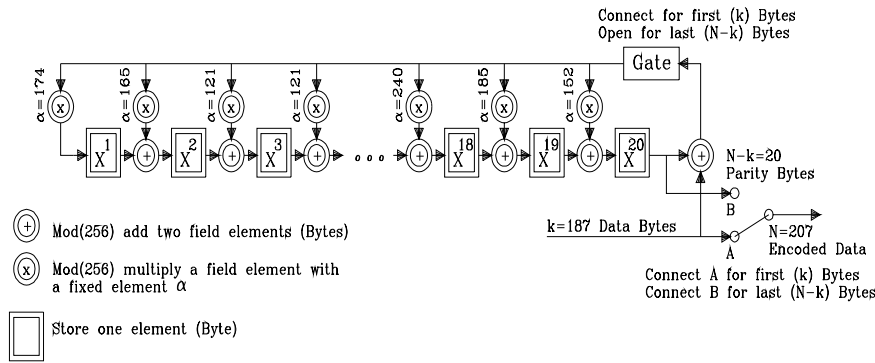 Connect for first (k) Bytes
Open for last (N-k) Bytes
Gate
α=174
α=165
α=121
α=121
α=240
α=185
α=152
x x x x x x x
X1 + X2 + X3 + ... + X18 + X19 + X20 +
N-k=20
Parity Bytes
B
k=187 Data Bytes
A
N=207
Encoded Data
Connect A for first (k) Bytes
Connect B for last (N-k) Bytes
+ Mod(256) add two field elements (Bytes)
x Mod(256) multiply a field element with
a fixed element α
Store one element (Byte)